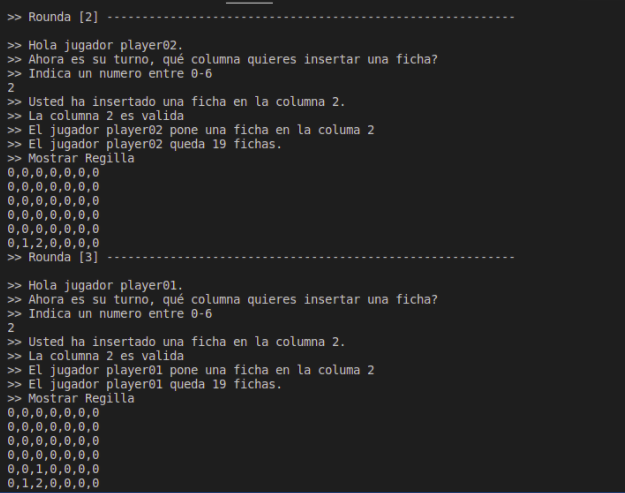 >> Rounda [2] ----------------------------------------------------------
>> Hola jugador player02.
>> Ahora es su turno, qué columna quieres insertar una ficha?
>> Indica un numero entre 0-6
2
>> Usted ha insertado una ficha en la columna 2.
>> La columna 2 es valida
>> El jugador player02 pone una ficha en la columa 2
>> El jugador player02 queda 19 fichas.
>> Mostrar Regilla
0,0,0,0,0,0,0
0,0,0,0,0,0,0
0,0,0,0,0,0,0
0,0,0,0,0,0,0
0,0,0,0,0,0,0
0,1,2,0,0,0,0
>> Rounda [3] ----------------------------------------------------------
>> Hola jugador player01.
>> Ahora es su turno, qué columna quieres insertar una ficha?
>> Indica un numero entre 0-6
2
>> Usted ha insertado una ficha en la columna 2.
>> La columna 2 es valida
>> El jugador player01 pone una ficha en la columa 2
>> El jugador player01 queda 19 fichas.
>> Mostrar Regilla
0,0,0,0,0,0,0
0,0,0,0,0,0,0
0,0,0,0,0,0,0
0,0,0,0,0,0,0
0,0,1,0,0,0,0
0,1,2,0,0,0,0